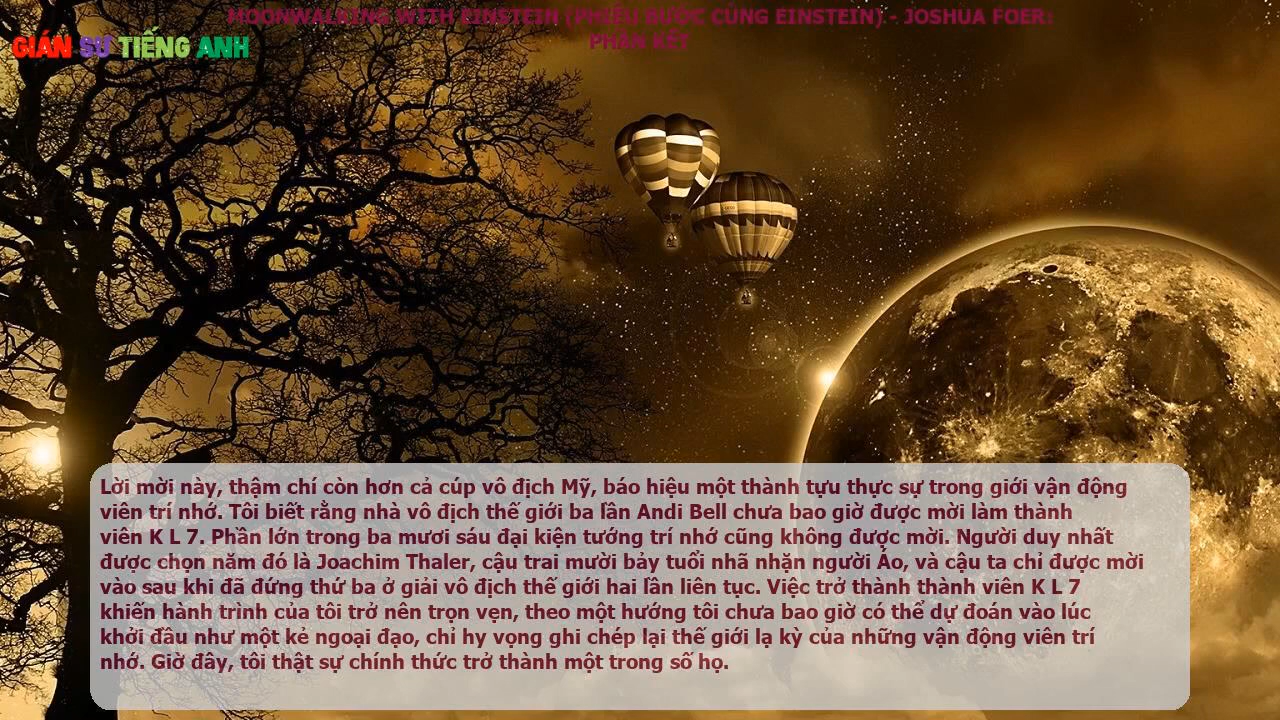 MOONWALKING WITH EINSTEIN (PHIÊU BƯỚC CÙNG EINSTEIN) - JOSHUA FOER:
PHẦN KẾT
GIÁN SỨ TIẾNG ANH
Lời mời này, thậm chí còn hơn cả cúp vô địch Mỹ, báo hiệu một thành tựu thực sự trong giới vận động
viên trí nhớ. Tôi biết rằng nhà vô địch thế giới ba lần Andi Bell chưa bao giờ được mời làm thành
viên K L 7. Phần lớn trong ba mươi sáu đại kiện tướng trí nhớ cũng không được mời. Người duy nhất
được chọn năm đó là Joachim Thaler, cậu trai mười bảy tuổi nhã nhặn người Áo, và cậu ta chỉ được mời
vào sau khi đã đứng thứ ba ở giải vô địch thế giới hai lần liên tục. Việc trở thành thành viên K L 7
khiến hành trình của tôi trở nên trọn vẹn, theo một hướng tôi chưa bao giờ có thể dự đoán vào lúc
khởi đầu như một kẻ ngoại đạo, chỉ hy vọng ghi chép lại thế giới lạ kỳ của những vận động viên trí
nhớ. Giờ đây, tôi thật sự chính thức trở thành một trong số họ.